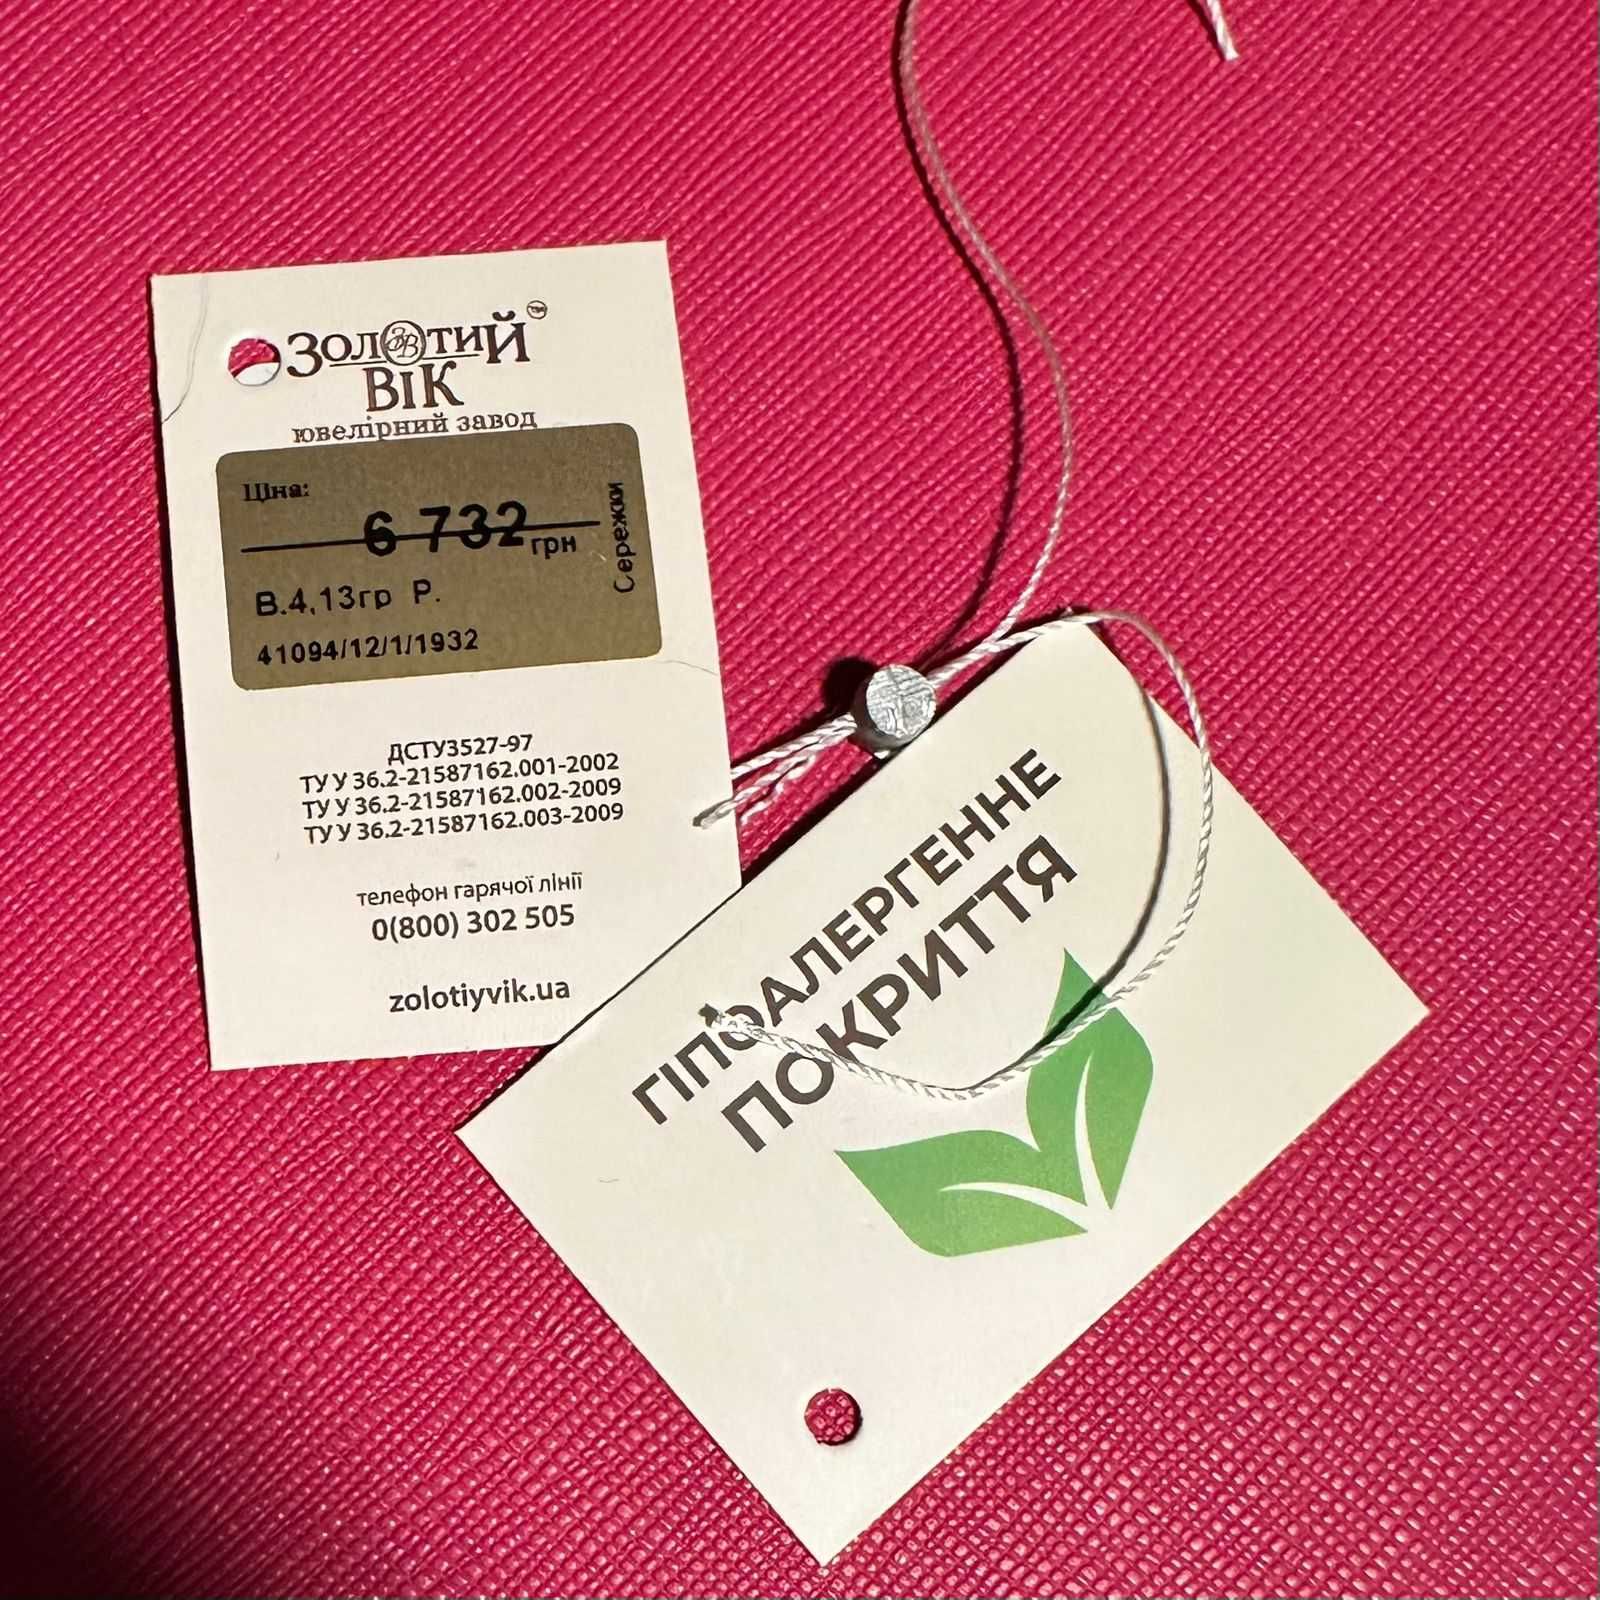 ЗОЛОТИЙ
ВІК
ювелірний завод
Ціна:
6 732 грн
Сережки
В.4,13гр Р.
41094/12/1/1932
ДСТУ3527-97
ТУ У 36.2-21587162.001-2002
ТУ У 36.2-21587162.002-2009
ТУ У 36.2-21587162.003-2009
телефон гарячої лінії
0(800) 302 505
zolotiyvik.ua
ГІПОАЛЕРГЕННЕ
ПОКРИТТЯ